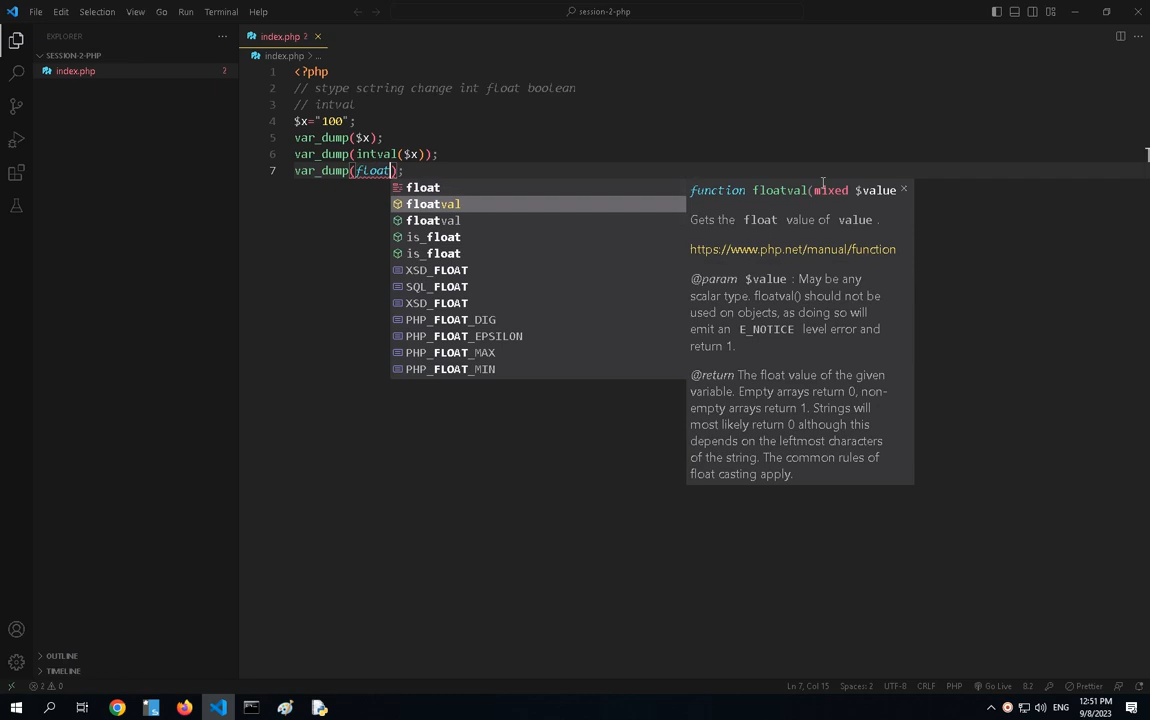 File Edit Selection View Go Run Terminal Help
session-2-php
EXPLORER
SESSION-2-PHP
index.php 2
OUTLINE
TIMELINE
index.php 2
index.php > ...
1 <?php
2 // stype sctring change int float boolean
3 // intval
4 $x="100";
5 var_dump($x);
6 var_dump(intval($x));
7 var_dump(float);
float
floatval
floatval
is_float
is_float
XSD_FLOAT
SQL_FLOAT
XSD_FLOAT
PHP_FLOAT_DIG
PHP_FLOAT_EPSILON
PHP_FLOAT_MAX
PHP_FLOAT_MIN
function floatval(mixed $value
Gets the float value of value .
https://www.php.net/manual/function
@param $value : May be any
scalar type. floatval() should not be
used on objects, as doing so will
emit an E_NOTICE level error and
return 1.
@return The float value of the given
variable. Empty arrays return 0, non-
empty arrays return 1. Strings will
most likely return 0 although this
depends on the leftmost characters
of the string. The common rules of
float casting apply.
2 0
Ln 7, Col 15 Spaces: 2 UTF-8 CRLF PHP Go Live 8.2 Prettier
ENG
12:51 PM
9/8/2023